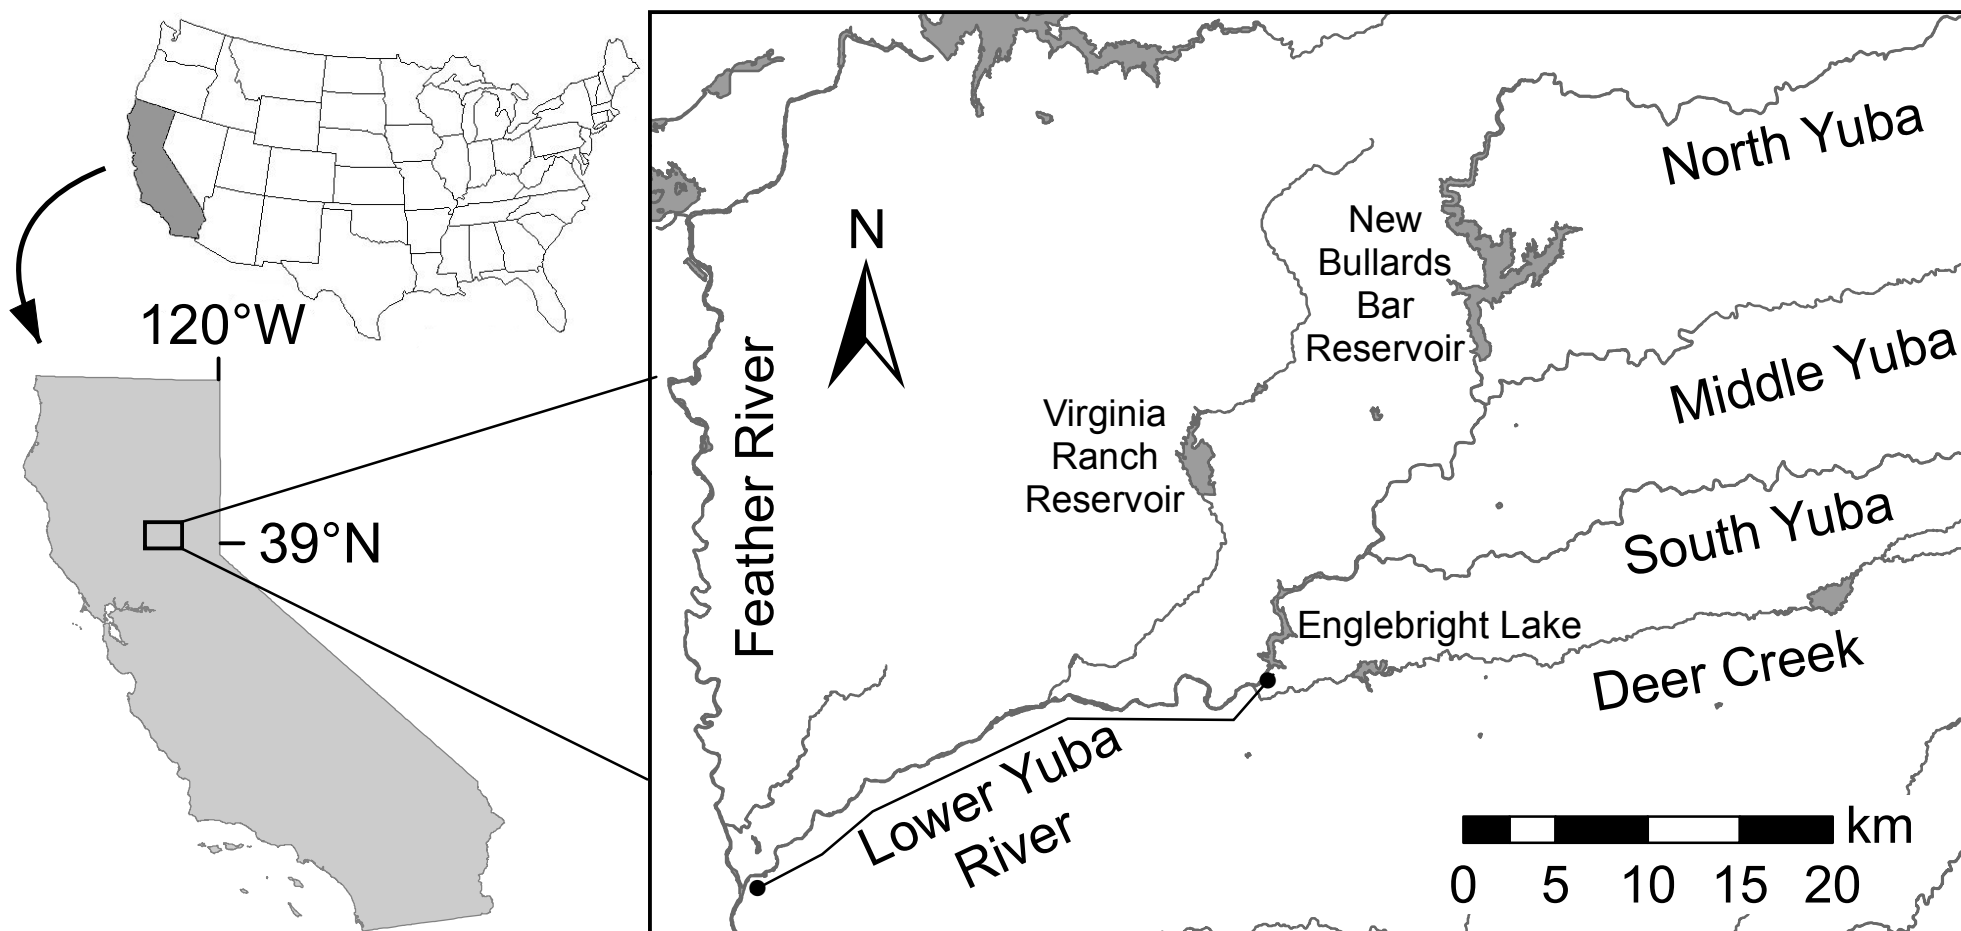 120°W
39°N
N
Feather River
North Yuba
New
Bullards
Bar
Reservoir
Middle Yuba
Virginia
Ranch
Reservoir
South Yuba
Englebright Lake
Deer Creek
Lower Yuba
River
km
0 5 10 15 20